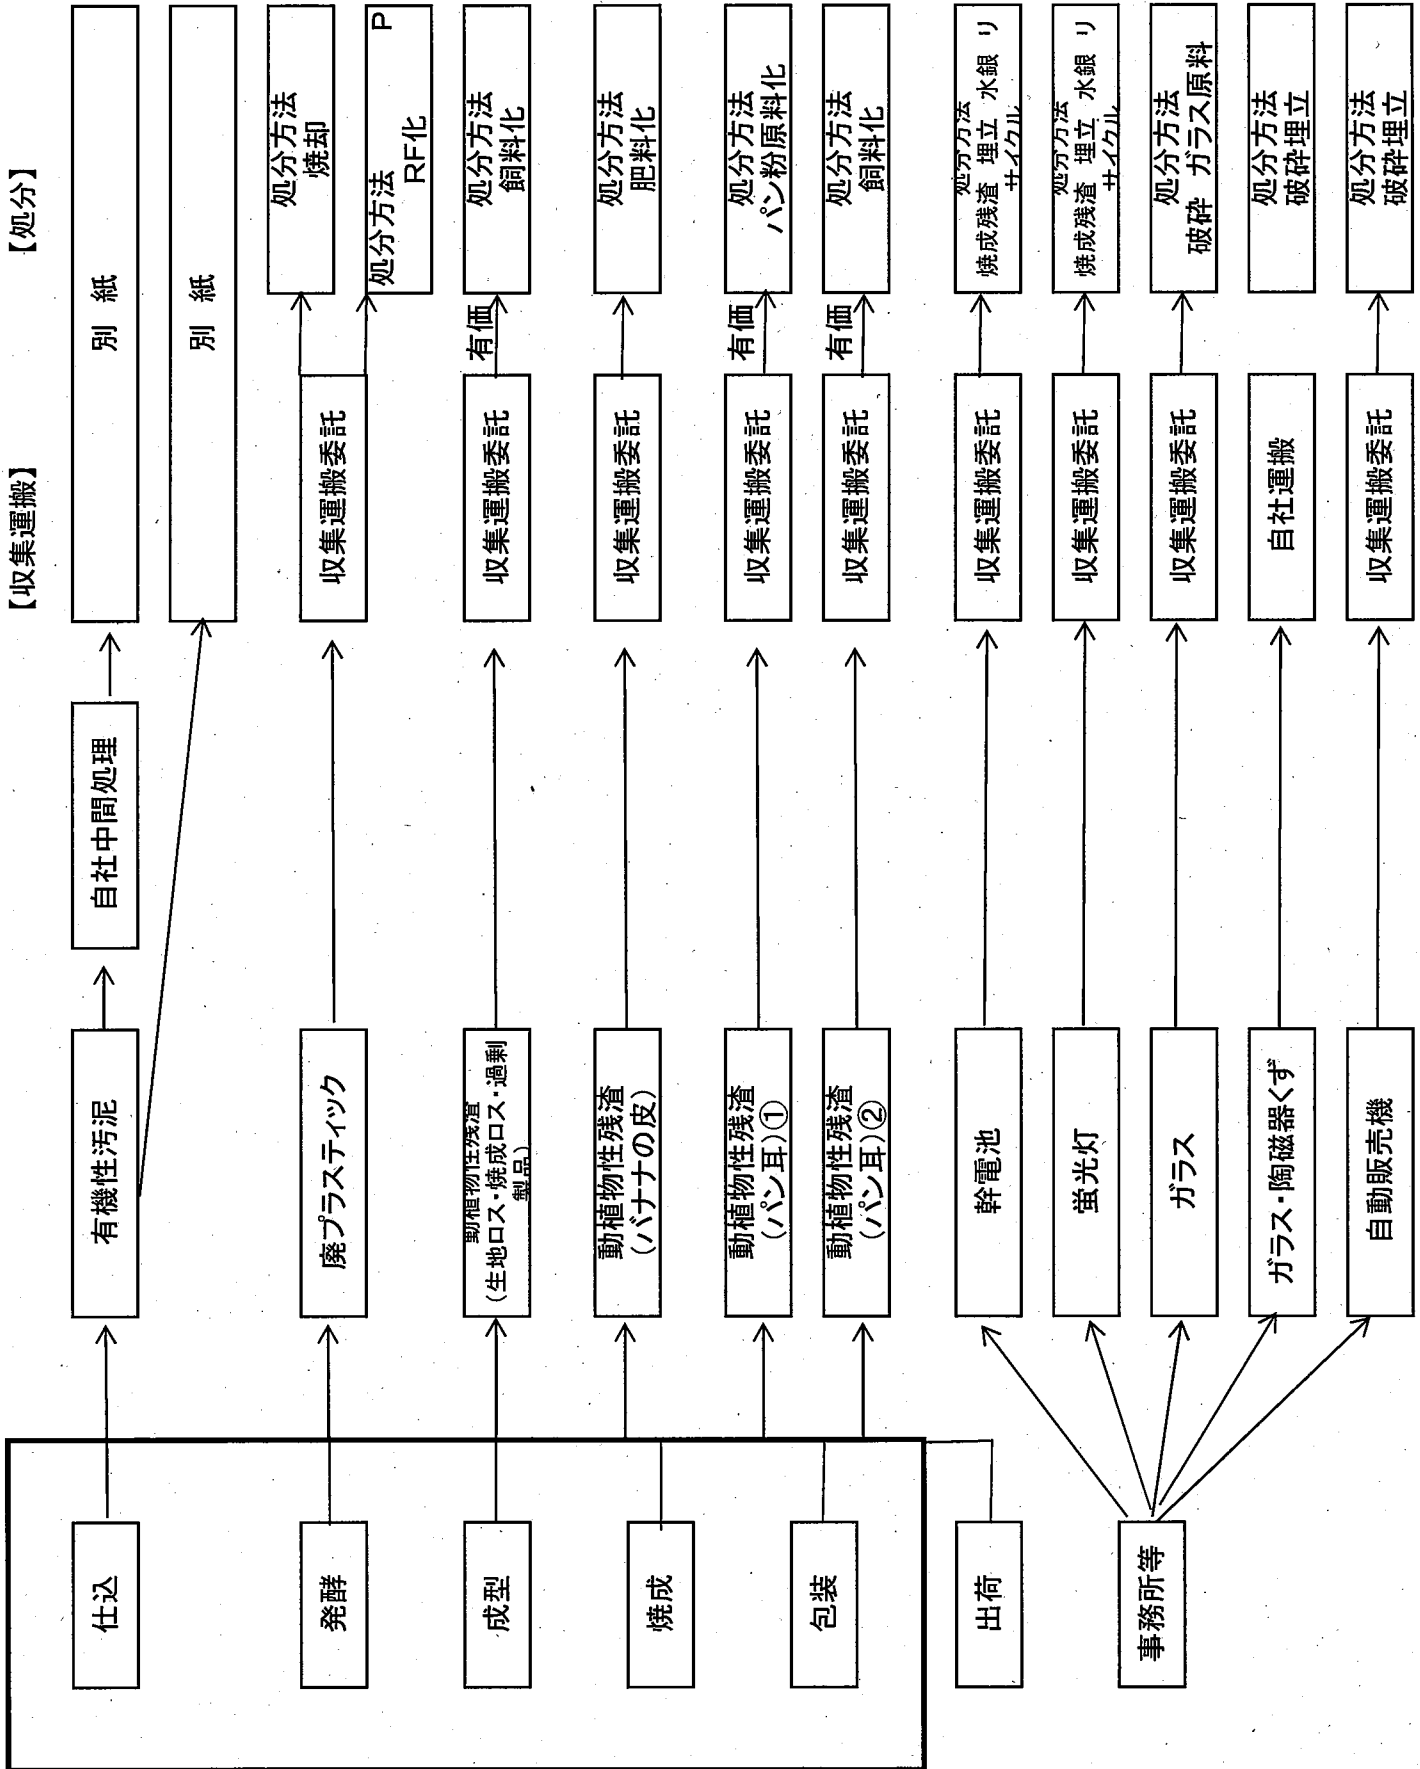 【収集運搬】
【処分】
仕込
有機性汚泥
自社中間処理
別 紙
別 紙
発酵
廃プラスティック
収集運搬委託
処分方法
焼却
処分方法 P
RF化
成型
動植物性残渣
(生地ロス・焼成ロス・過剰
製品)
収集運搬委託
有価
処分方法
飼料化
焼成
動植物性残渣
(バナナの皮)
収集運搬委託
処分方法
肥料化
包装
動植物性残渣
(パン耳)①
収集運搬委託
有価
処分方法
パン粉原料化
動植物性残渣
(パン耳)②
収集運搬委託
有価
処分方法
飼料化
出荷
幹電池
収集運搬委託
処分方法
焼成残渣 埋立 水銀 リ
サイクル
事務所等
蛍光灯
収集運搬委託
処分方法
焼成残渣 埋立 水銀 リ
サイクル
ガラス
収集運搬委託
処分方法
破砕 ガラス原料
ガラス・陶磁器くず
自社運搬
処分方法
破砕埋立
自動販売機
収集運搬委託
処分方法
破砕埋立